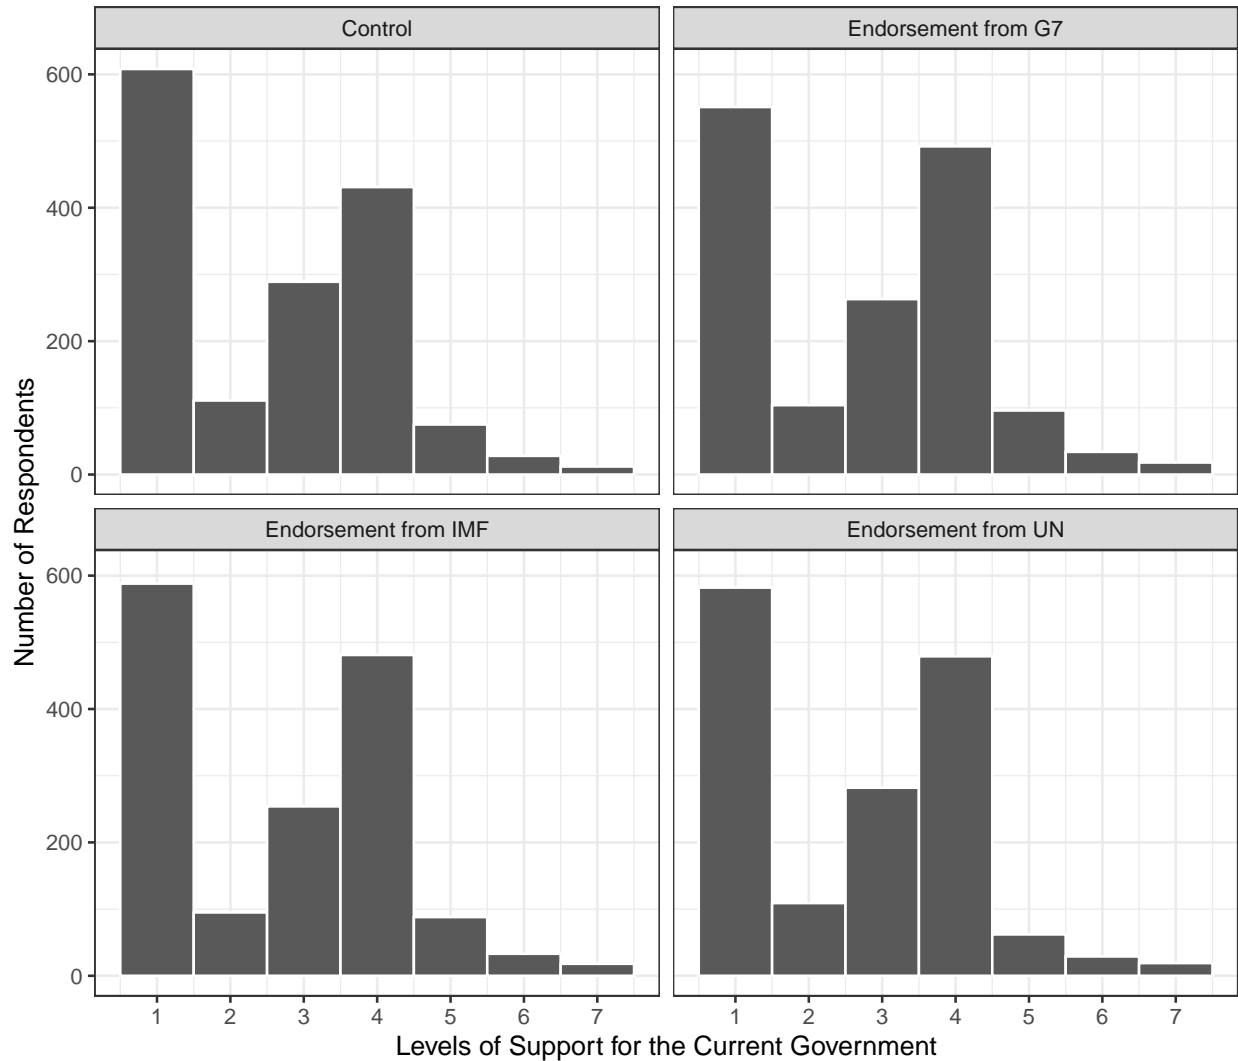 Control
Endorsement from G7
600
400
200
0
Endorsement from IMF
Endorsement from UN
600
400
200
0
1 2 3 4 5 6 7
1 2 3 4 5 6 7
Number of Respondents
Levels of Support for the Current Government